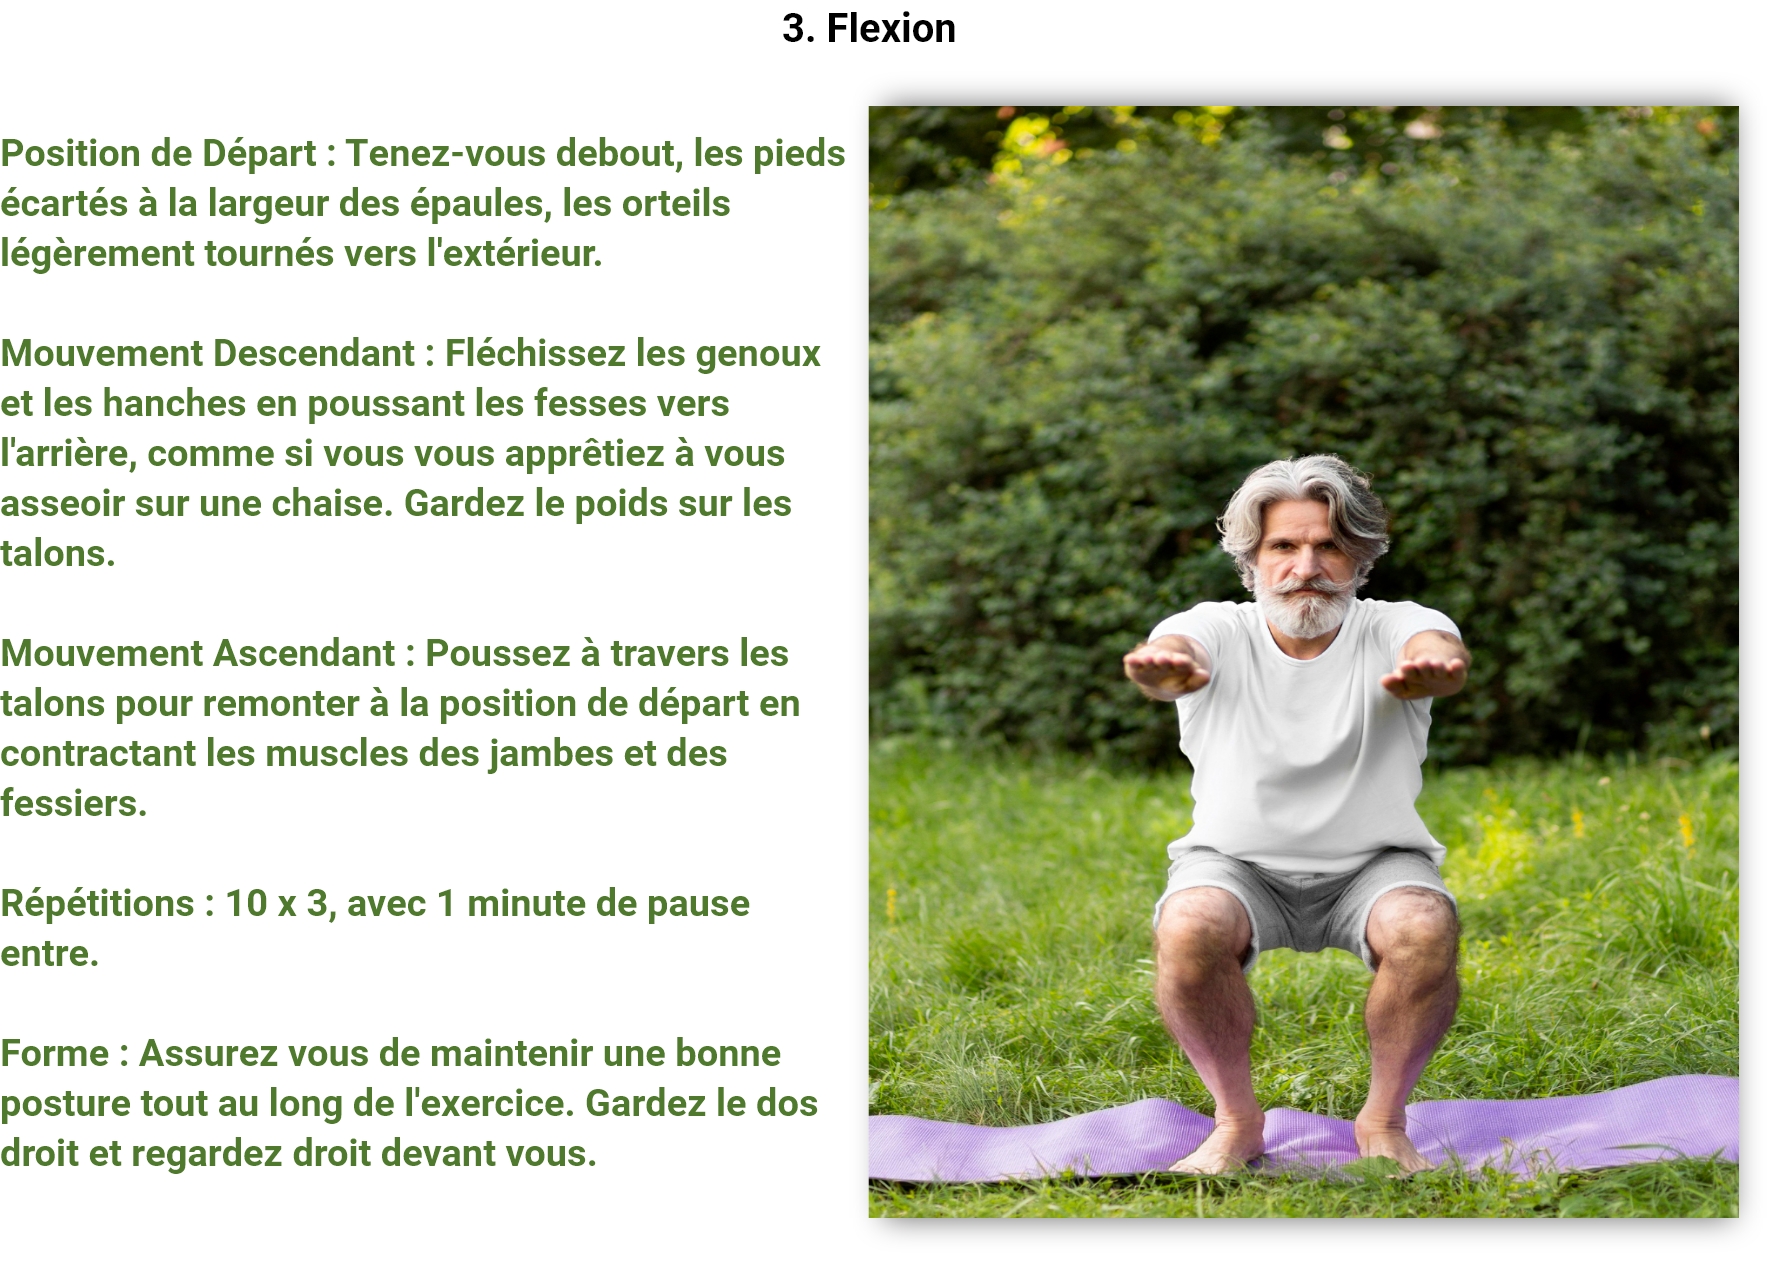 3. Flexion
Position de Départ : Tenez-vous debout, les pieds
écartés à la largeur des épaules, les orteils
légèrement tournés vers l'extérieur.
Mouvement Descendant : Fléchissez les genoux
et les hanches en poussant les fesses vers
l'arrière, comme si vous vous apprêtiez à vous
asseoir sur une chaise. Gardez le poids sur les
talons.
Mouvement Ascendant : Poussez à travers les
talons pour remonter à la position de départ en
contractant les muscles des jambes et des
fessiers.
Répétitions : 10 x 3, avec 1 minute de pause
entre.
Forme : Assurez vous de maintenir une bonne
posture tout au long de l'exercice. Gardez le dos
droit et regardez droit devant vous.